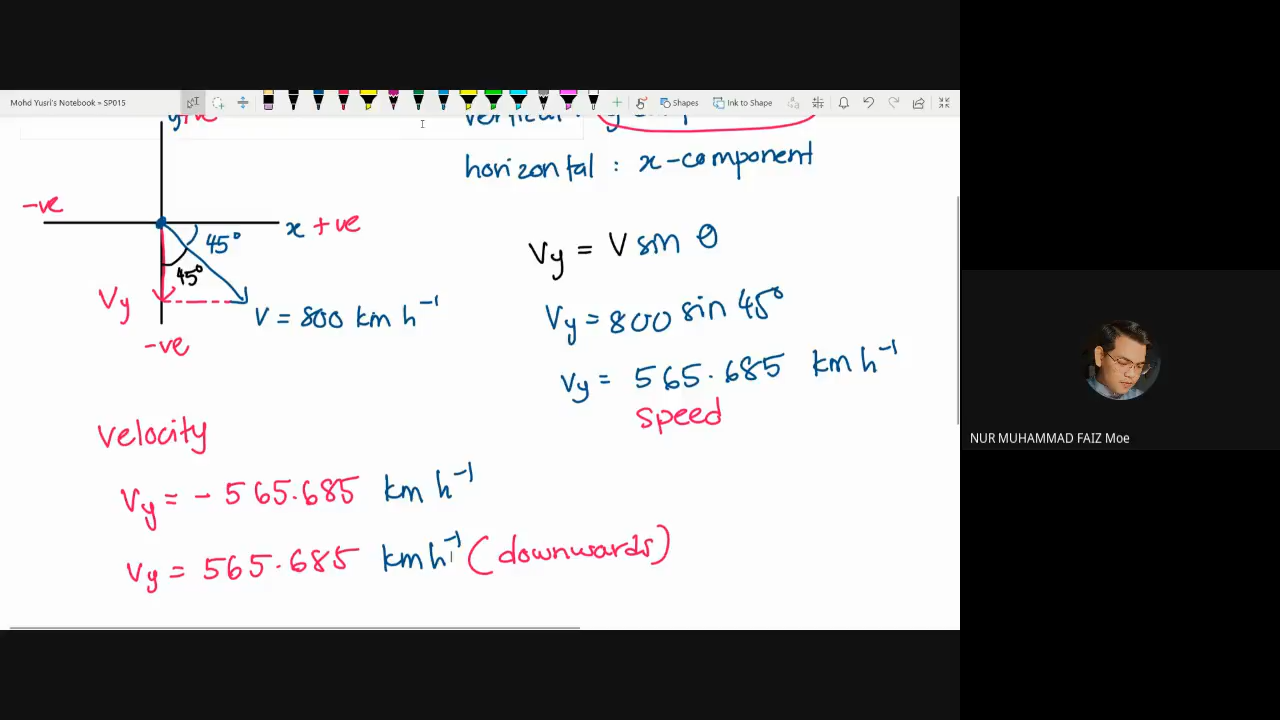 Mohd Yusri's Notebook » SP015
Shapes
Ink to Shape
y +ve
vertical :
horizontal : x-component
-ve
x +ve
45°
45°
Vy
V = 800 km h⁻¹
-ve
Vy = V sin θ
Vy = 800 sin 45°
Vy = 565.685 km h⁻¹
speed
velocity
Vy = - 565.685 km h⁻¹
Vy = 565.685 km h⁻¹ (downwards)
NUR MUHAMMAD FAIZ Moe